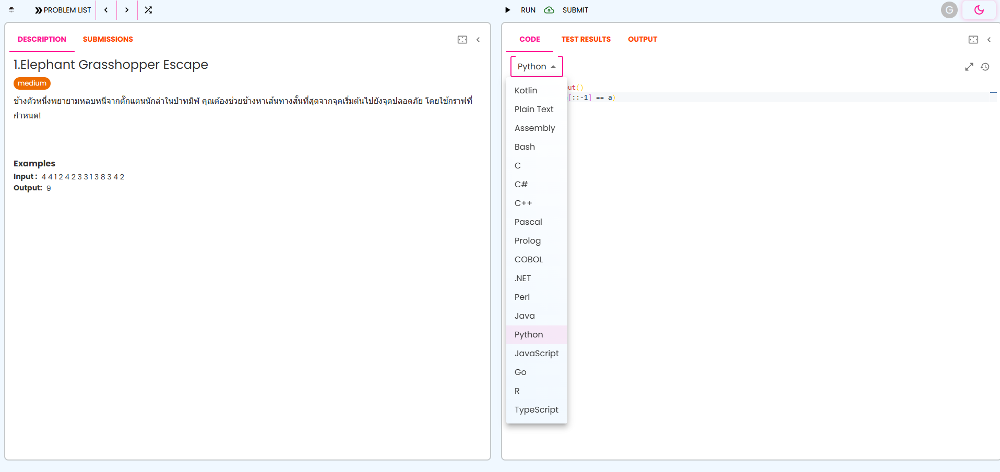 PROBLEM LIST
RUN
SUBMIT
G
DESCRIPTION
SUBMISSIONS
1.Elephant Grasshopper Escape
medium
ช้างตัวหนึ่งพยายามหลบหนีจากตั๊กแตนนักล่าในป่าทมิฬ คุณต้องช่วยช้างหาเส้นทางสั้นที่สุดจากจุดเริ่มต้นไปยังจุดปลอดภัย โดยใช้กราฟที่
กำหนด!
Examples
Input : 4 4 1 2 4 2 3 3 1 3 8 3 4 2
Output: 9
CODE
TEST RESULTS
OUTPUT
Python
ut()
[::-1] == a)
Kotlin
Plain Text
Assembly
Bash
C
C#
C++
Pascal
Prolog
COBOL
.NET
Perl
Java
Python
JavaScript
Go
R
TypeScript